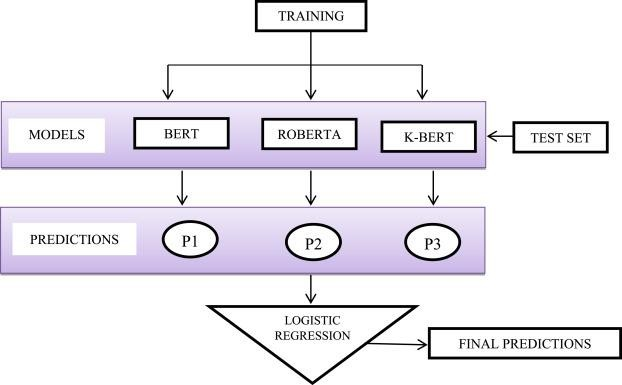 TRAINING
MODELS
BERT
ROBERTA
K-BERT
TEST SET
PREDICTIONS
P1
P2
P3
LOGISTIC
REGRESSION
FINAL PREDICTIONS